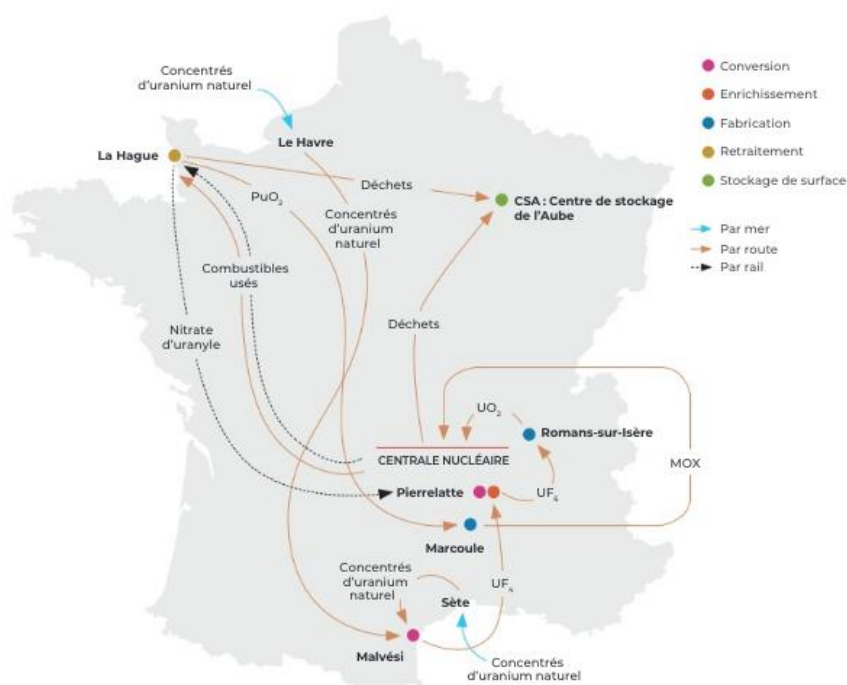 Concentrés
d'uranium naturel
Le Havre
La Hague
Déchets
PuO₂
Concentrés
d'uranium
naturel
CSA : Centre de stockage
de l'Aube
Combustibles
usés
Nitrate
d'uranyle
Déchets
UO₂
Romans-sur-Isère
CENTRALE NUCLÉAIRE
MOX
Pierrelatte
UF₄
Marcoule
Concentrés
d'uranium
naturel
UF₄
Sète
Malvési
Concentrés
d'uranium naturel
Conversion
Enrichissement
Fabrication
Retraitement
Stockage de surface
Par mer
Par route
Par rail